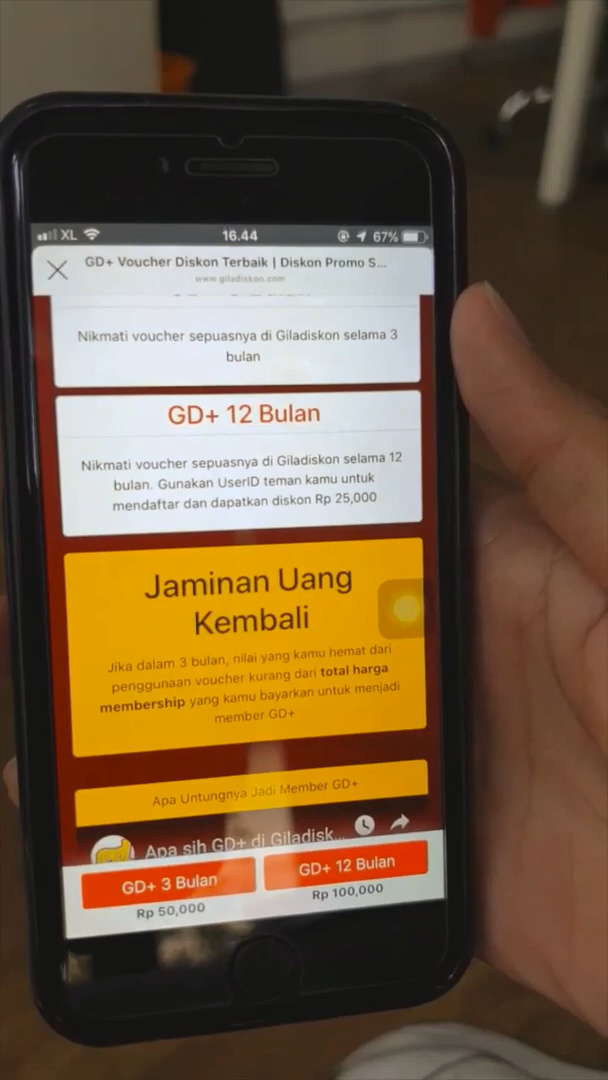 XL
16.44
67%
GD+ Voucher Diskon Terbaik | Diskon Promo S...
www.giladiskon.com
Nikmati voucher sepuasnya di Giladiskon selama 3
bulan
GD+ 12 Bulan
Nikmati voucher sepuasnya di Giladiskon selama 12
bulan. Gunakan UserID teman kamu untuk
mendaftar dan dapatkan diskon Rp 25,000
Jaminan Uang
Kembali
Jika dalam 3 bulan, nilai yang kamu hemat dari
penggunaan voucher kurang dari total harga
membership yang kamu bayarkan untuk menjadi
member GD+
Apa Untungnya Jadi Member GD+
Apa sih GD+ di Giladisk...
GD+ 3 Bulan
GD+ 12 Bulan
Rp 50,000
Rp 100,000